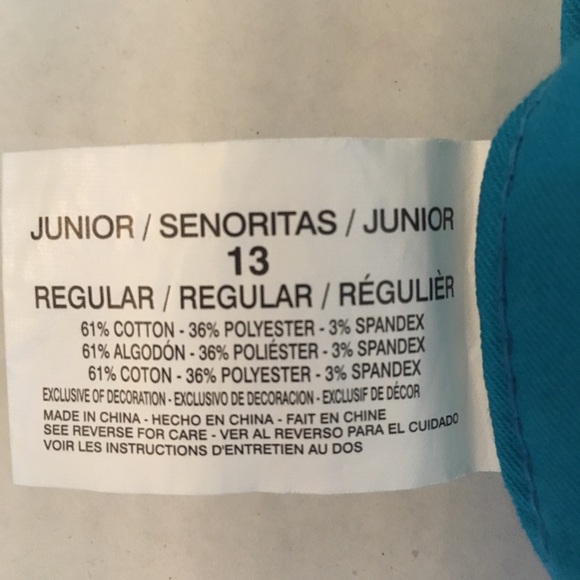 JUNIOR / SENORITAS / JUNIOR
13
REGULAR / REGULAR / RÉGULIÈR
61% COTTON - 36% POLYESTER - 3% SPANDEX
61% ALGODÓN - 36% POLIÉSTER - 3% SPANDEX
61% COTON - 36% POLYESTER - 3% SPANDEX
EXCLUSIVE OF DECORATION - EXCLUSIVO DE DECORACION - EXCLUSIF DE DÉCOR
MADE IN CHINA - HECHO EN CHINA - FAIT EN CHINE
SEE REVERSE FOR CARE - VER AL REVERSO PARA EL CUIDADO
VOIR LES INSTRUCTIONS D'ENTRETIEN AU DOS